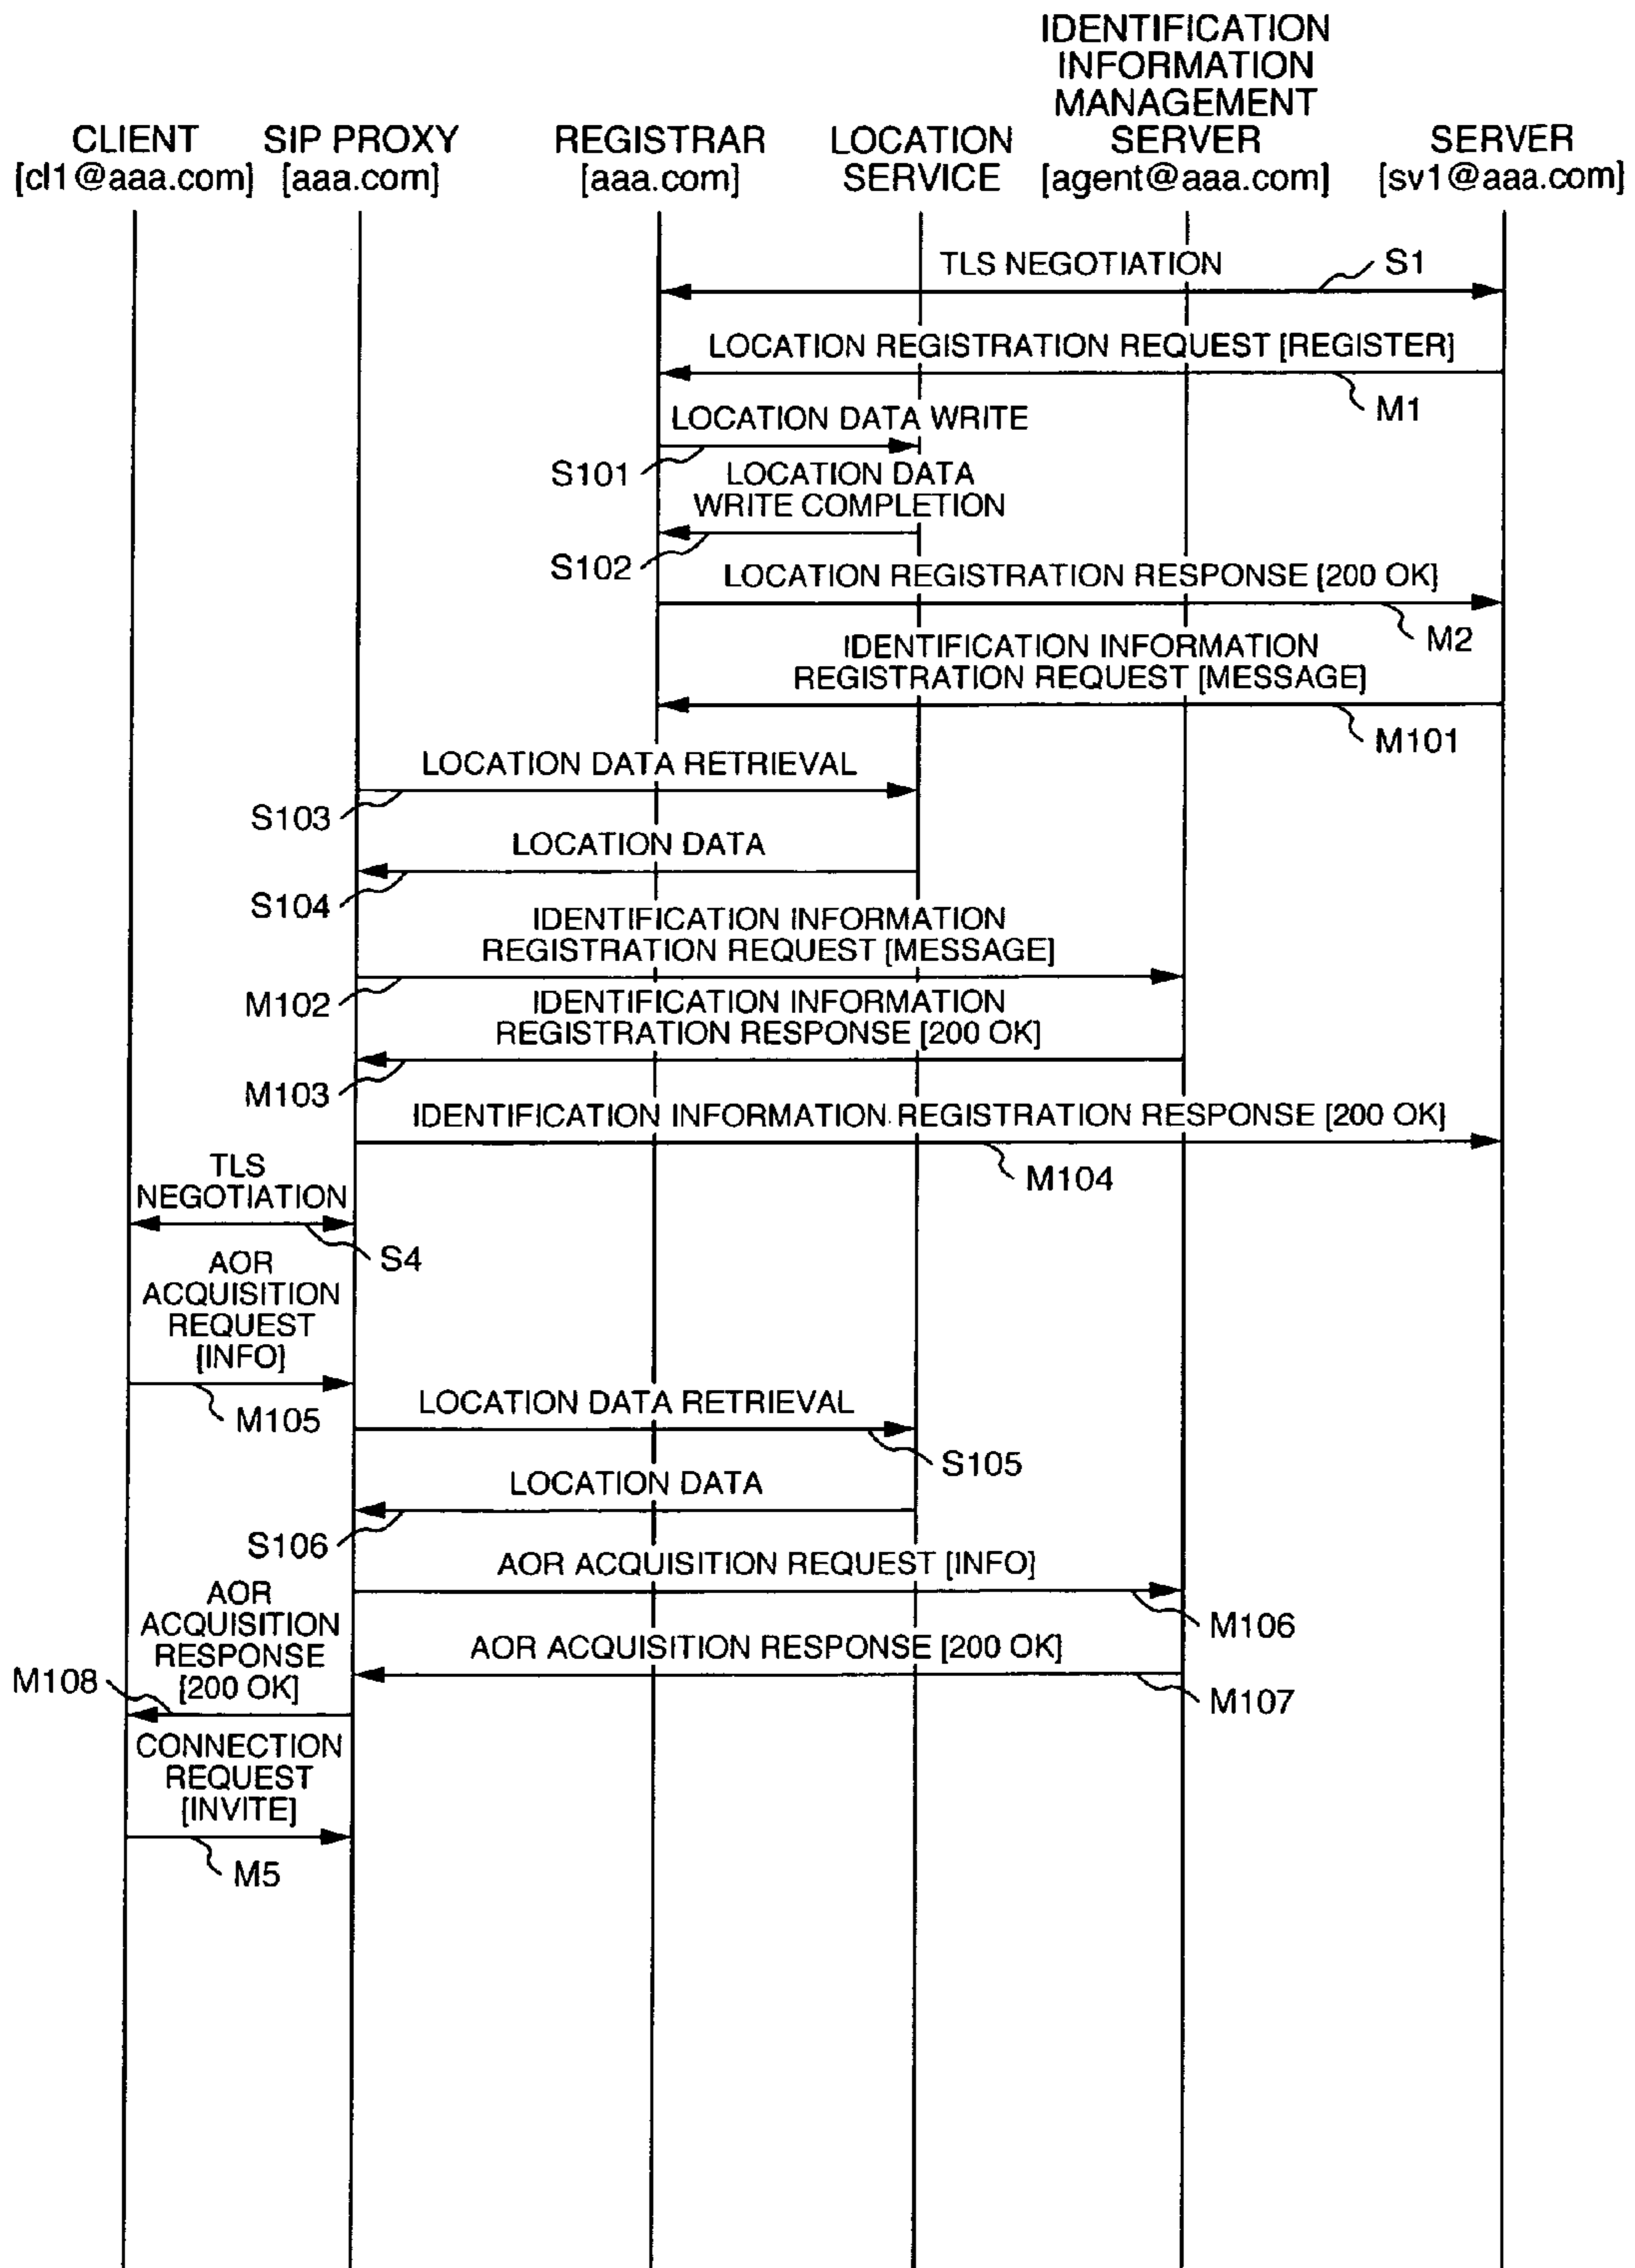 IDENTIFICATION
INFORMATION
MANAGEMENT
CLIENT SIP PROXY REGISTRAR LOCATION SERVER SERVER
[cl1@aaa.com] [aaa.com] [aaa.com] SERVICE [agent@aaa.com] [sv1@aaa.com]
TLS NEGOTIATION S1
LOCATION REGISTRATION REQUEST [REGISTER]
M1
LOCATION DATA WRITE
S101
LOCATION DATA
WRITE COMPLETION
S102
LOCATION REGISTRATION RESPONSE [200 OK]
M2
IDENTIFICATION INFORMATION
REGISTRATION REQUEST [MESSAGE]
M101
LOCATION DATA RETRIEVAL
S103
LOCATION DATA
S104
IDENTIFICATION INFORMATION
REGISTRATION REQUEST [MESSAGE]
M102
IDENTIFICATION INFORMATION
REGISTRATION RESPONSE [200 OK]
M103
IDENTIFICATION INFORMATION REGISTRATION RESPONSE [200 OK]
M104
TLS
NEGOTIATION
S4
AOR
ACQUISITION
REQUEST
[INFO]
M105
LOCATION DATA RETRIEVAL
S105
LOCATION DATA
S106
AOR ACQUISITION REQUEST [INFO]
M106
AOR ACQUISITION RESPONSE [200 OK]
M107
AOR
ACQUISITION
RESPONSE
[200 OK]
M108
CONNECTION
REQUEST
[INVITE]
M5